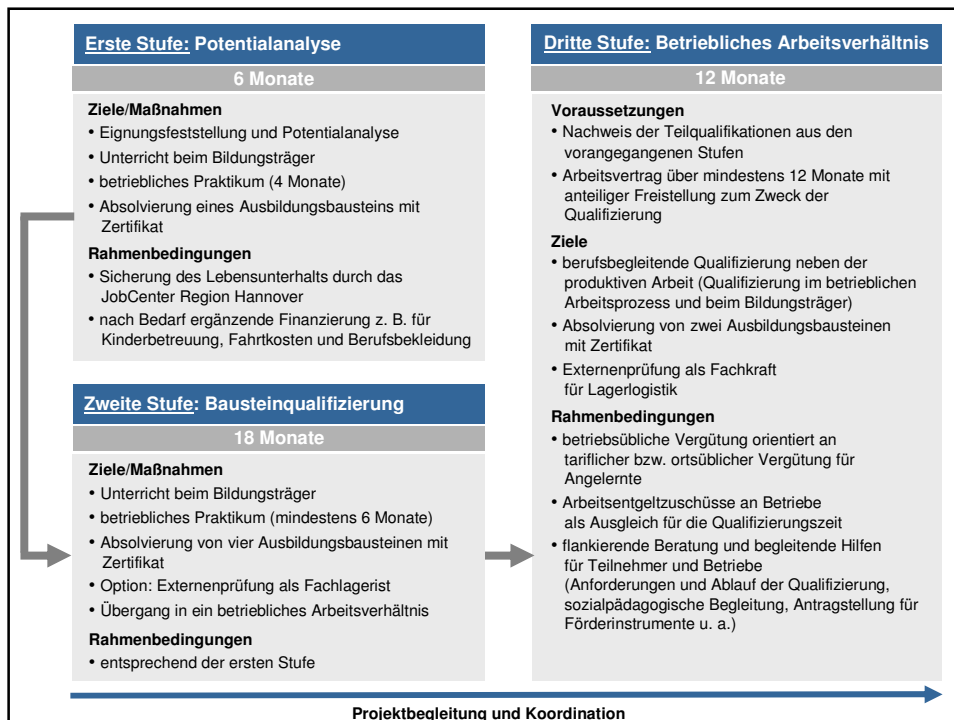 Erste Stufe: Potentialanalyse
6 Monate
Ziele/Maßnahmen
• Eignungsfeststellung und Potentialanalyse
• Unterricht beim Bildungsträger
• betriebliches Praktikum (4 Monate)
• Absolvierung eines Ausbildungsbausteins mit
Zertifikat
Rahmenbedingungen
• Sicherung des Lebensunterhalts durch das
JobCenter Region Hannover
• nach Bedarf ergänzende Finanzierung z. B. für
Kinderbetreuung, Fahrtkosten und Berufsbekleidung
Zweite Stufe: Bausteinqualifizierung
18 Monate
Ziele/Maßnahmen
• Unterricht beim Bildungsträger
• betriebliches Praktikum (mindestens 6 Monate)
• Absolvierung von vier Ausbildungsbausteinen mit
Zertifikat
• Option: Externenprüfung als Fachlagerist
• Übergang in ein betriebliches Arbeitsverhältnis
Rahmenbedingungen
• entsprechend der ersten Stufe
Dritte Stufe: Betriebliches Arbeitsverhältnis
12 Monate
Voraussetzungen
• Nachweis der Teilqualifikationen aus den
vorangegangenen Stufen
• Arbeitsvertrag über mindestens 12 Monate mit
anteiliger Freistellung zum Zweck der
Qualifizierung
Ziele
• berufsbegleitende Qualifizierung neben der
produktiven Arbeit (Qualifizierung im betrieblichen
Arbeitsprozess und beim Bildungsträger)
• Absolvierung von zwei Ausbildungsbausteinen
mit Zertifikat
• Externenprüfung als Fachkraft
für Lagerlogistik
Rahmenbedingungen
• betriebsübliche Vergütung orientiert an
tariflicher bzw. ortsüblicher Vergütung für
Angelernte
• Arbeitsentgeltzuschüsse an Betriebe
als Ausgleich für die Qualifizierungszeit
• flankierende Beratung und begleitende Hilfen
für Teilnehmer und Betriebe
(Anforderungen und Ablauf der Qualifizierung,
sozialpädagogische Begleitung, Antragstellung für
Förderinstrumente u. a.)
Projektbegleitung und Koordination